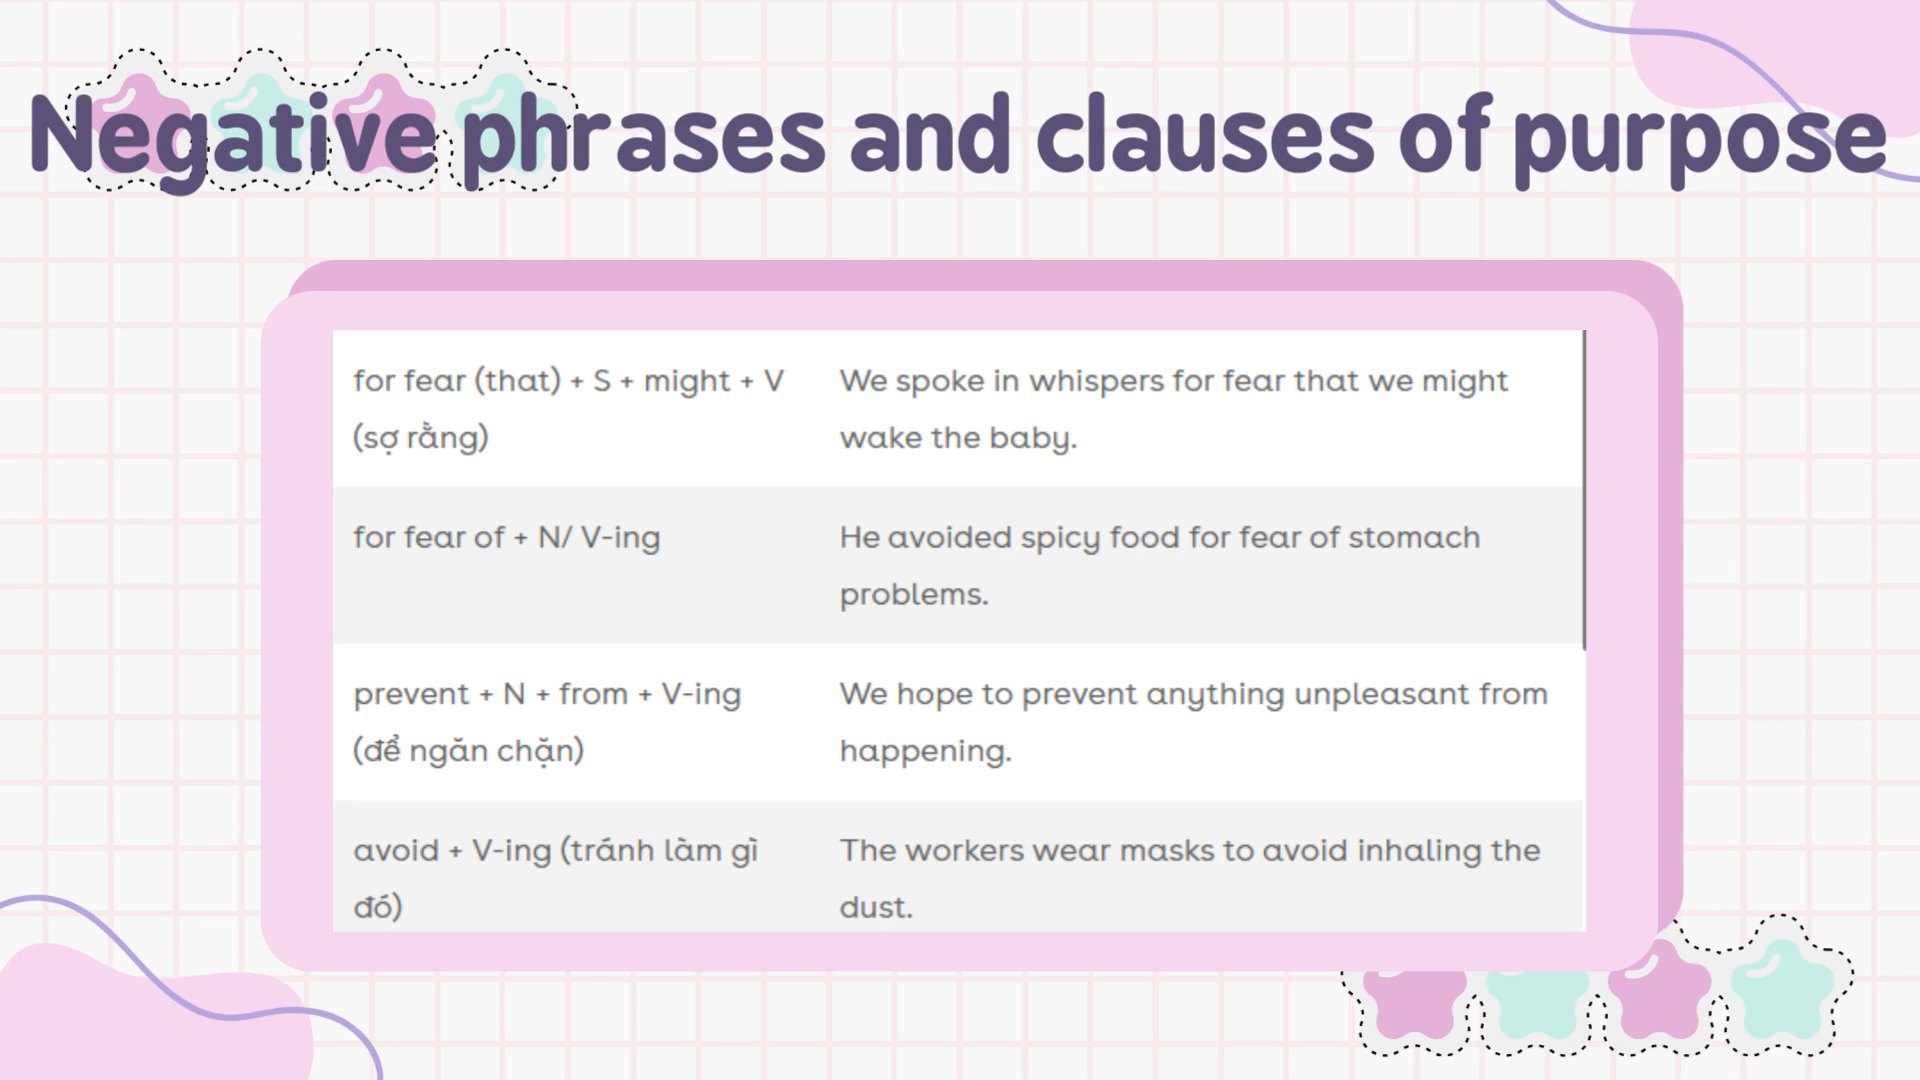 Negative phrases and clauses of purpose
for fear (that) + S + might + V
(sợ rằng)
We spoke in whispers for fear that we might
wake the baby.
for fear of + N/ V-ing
He avoided spicy food for fear of stomach
problems.
prevent + N + from + V-ing
(để ngăn chặn)
We hope to prevent anything unpleasant from
happening.
avoid + V-ing (tránh làm gì
đó)
The workers wear masks to avoid inhaling the
dust.